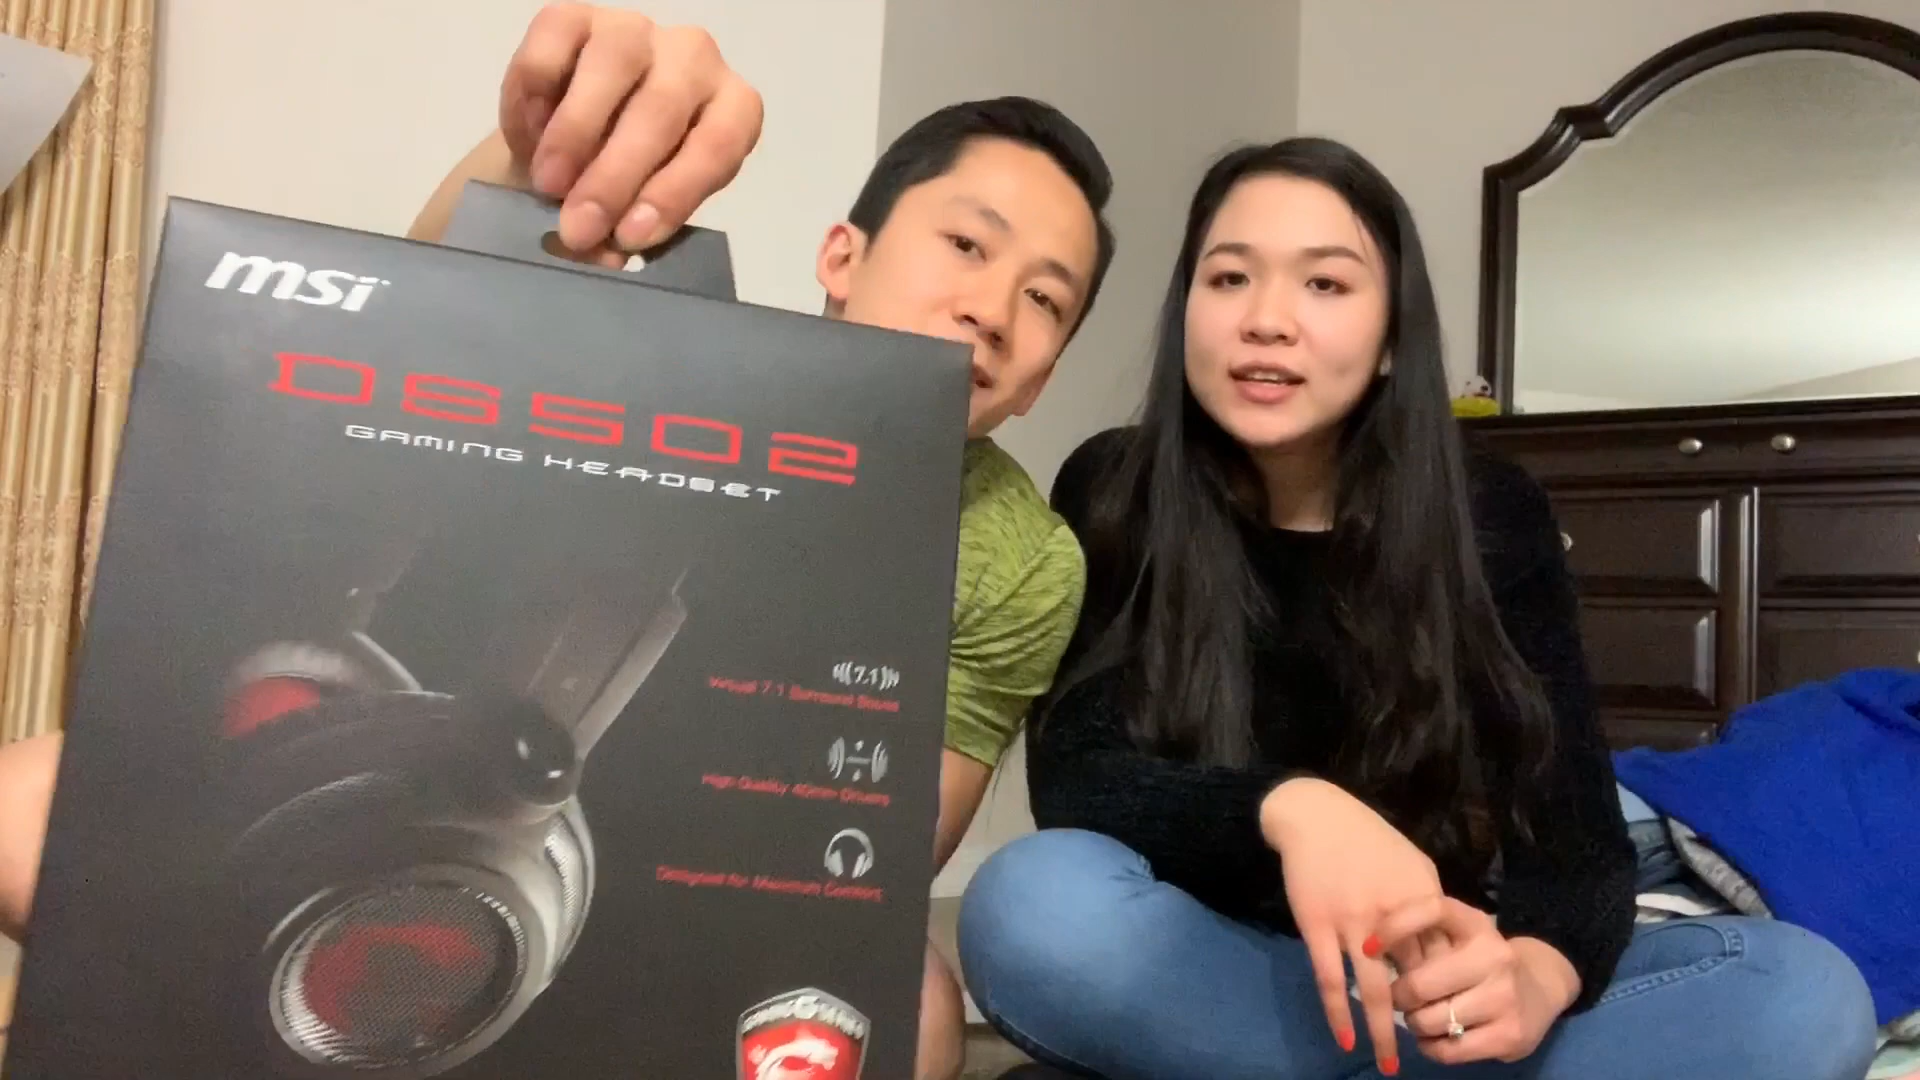 msi
DS502
GAMING HEADSET
(7.1)
Virtual 7.1 Surround Sound
High Quality 40mm Drivers
Designed for Maximum Comfort